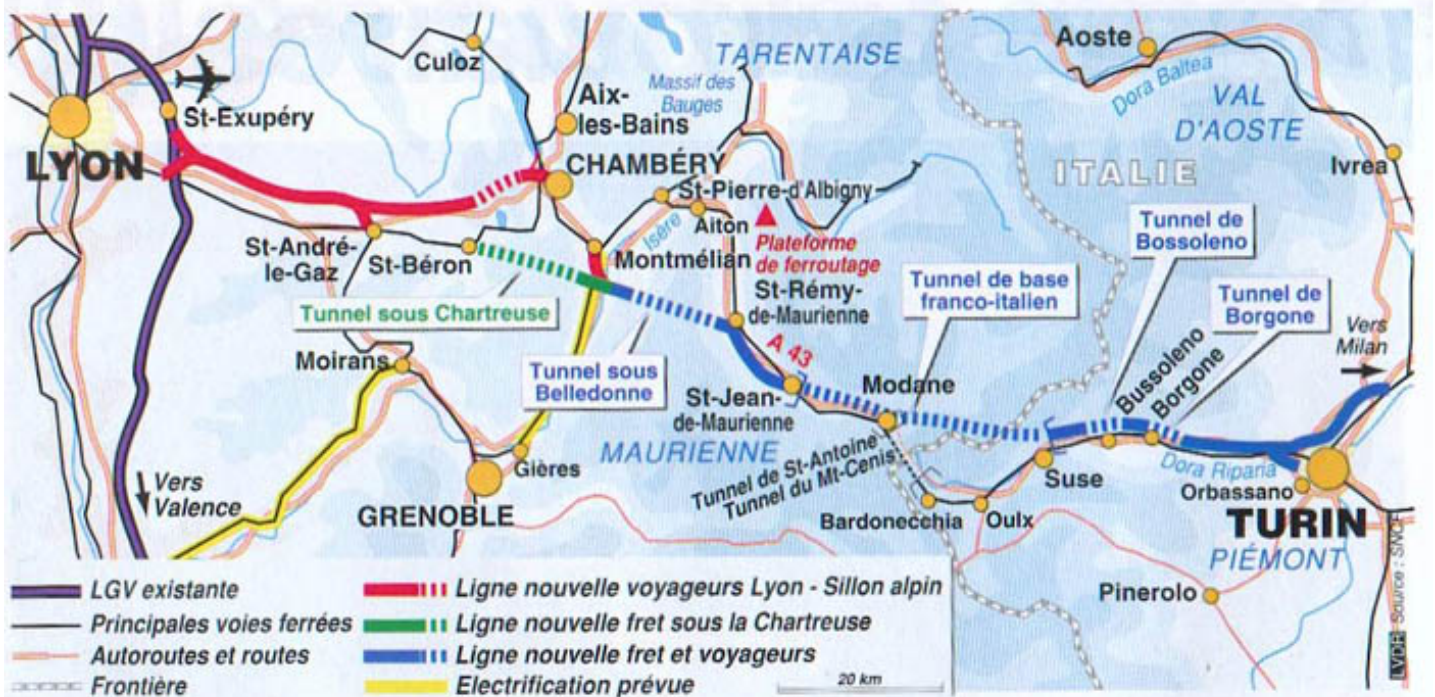 Culoz
TARENTAISE
Massif des
Bauges
Aoste
Dora Baltea
VAL
D'AOSTE
St-Exupéry
Aix-
les-Bains
LYON
CHAMBÉRY
ITALIE
Ivrea
St-Pierre-d'Albigny
Isère
Aiton
Plateforme
de ferroutage
Tunnel de
Bossoleno
St-André-
le-Gaz
St-Béron
Montmélian
Tunnel de base
franco-italien
Tunnel de
Borgone
Tunnel sous Chartreuse
St-Rémy-
de-Maurienne
Vers
Milan
Moirans
A 43
Tunnel sous
Belledonne
Modane
Bussoleno
Borgone
St-Jean-
de-Maurienne
MAURIENNE
Gières
Tunnel de St-Antoine
Tunnel du Mt-Cenis
Suse
Dora Riparia
Orbassano
Vers
Valence
GRENOBLE
Bardonecchia
Oulx
TURIN
PIÉMONT
Pinerolo
LGV existante
Principales voies ferrées
Autoroutes et routes
Frontière
Ligne nouvelle voyageurs Lyon - Sillon alpin
Ligne nouvelle fret sous la Chartreuse
Ligne nouvelle fret et voyageurs
Electrification prévue
20 km
LVDR Source : SNCF